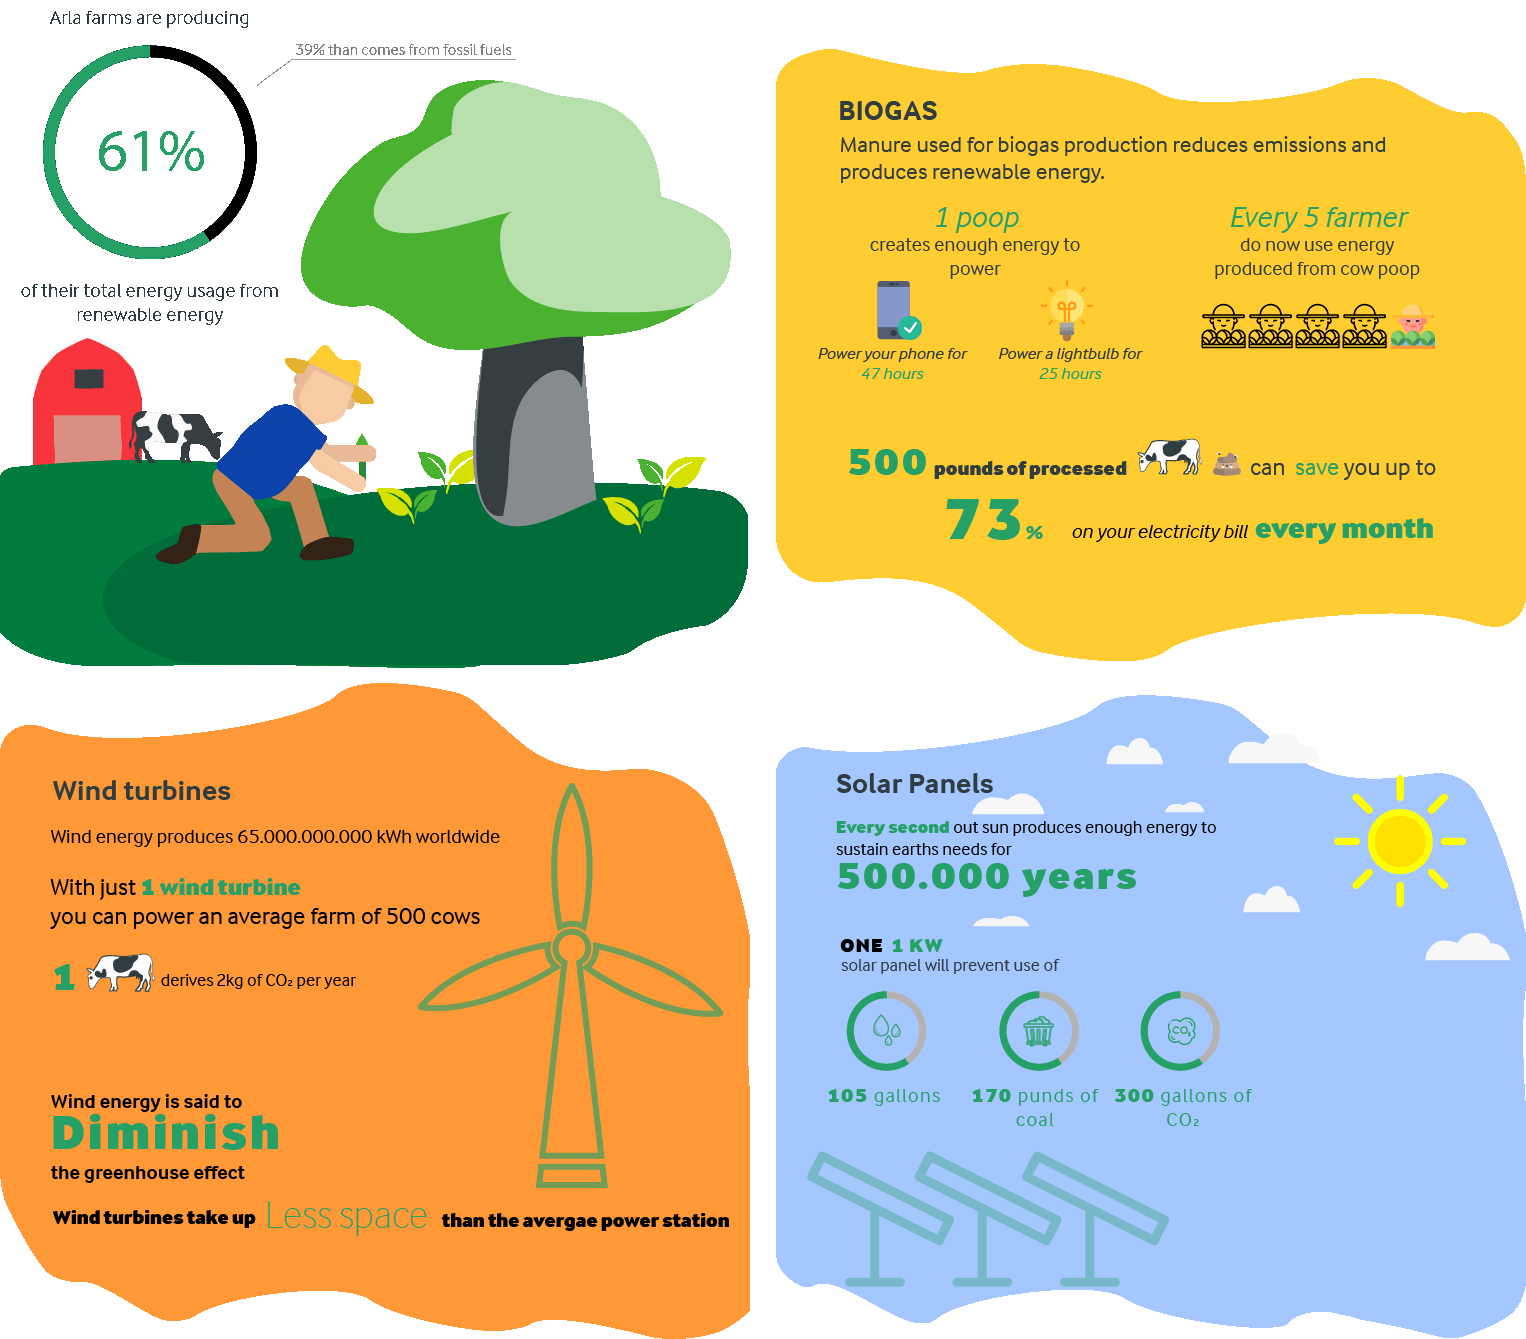 Arla farms are producing
39% than comes from fossil fuels
61%
of their total energy usage from
renewable energy
BIOGAS
Manure used for biogas production reduces emissions and
produces renewable energy.
1 poop
creates enough energy to
power
Power your phone for
47 hours
Power a lightbulb for
25 hours
Every 5 farmer
do now use energy
produced from cow poop
500 pounds of processed can save you up to
73% on your electricity bill every month
Wind turbines
Wind energy produces 65.000.000.000 kWh worldwide
With just 1 wind turbine
you can power an average farm of 500 cows
1 derives 2kg of CO₂ per year
Wind energy is said to
Diminish
the greenhouse effect
Wind turbines take up Less space than the avergae power station
Solar Panels
Every second out sun produces enough energy to
sustain earths needs for
500.000 years
ONE 1 KW
solar panel will prevent use of
CO₂
105 gallons
170 punds of
coal
300 gallons of
CO₂